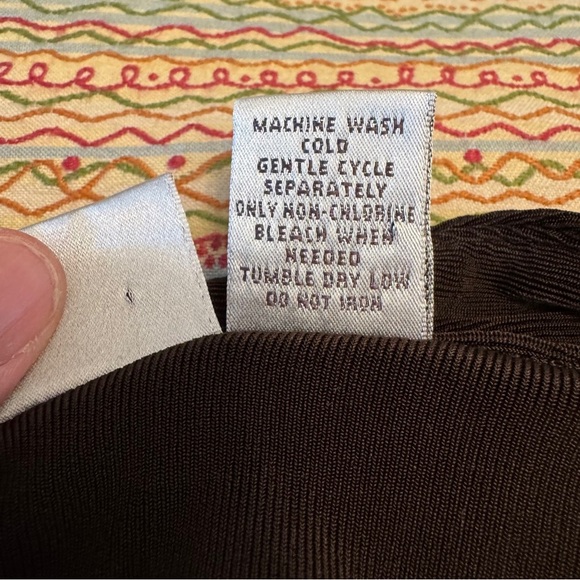 MACHINE WASH
COLD
GENTLE CYCLE
SEPARATELY
ONLY NON-CHLORINE
BLEACH WHEN
NEEDED
TUMBLE DRY LOW
DO NOT IRON